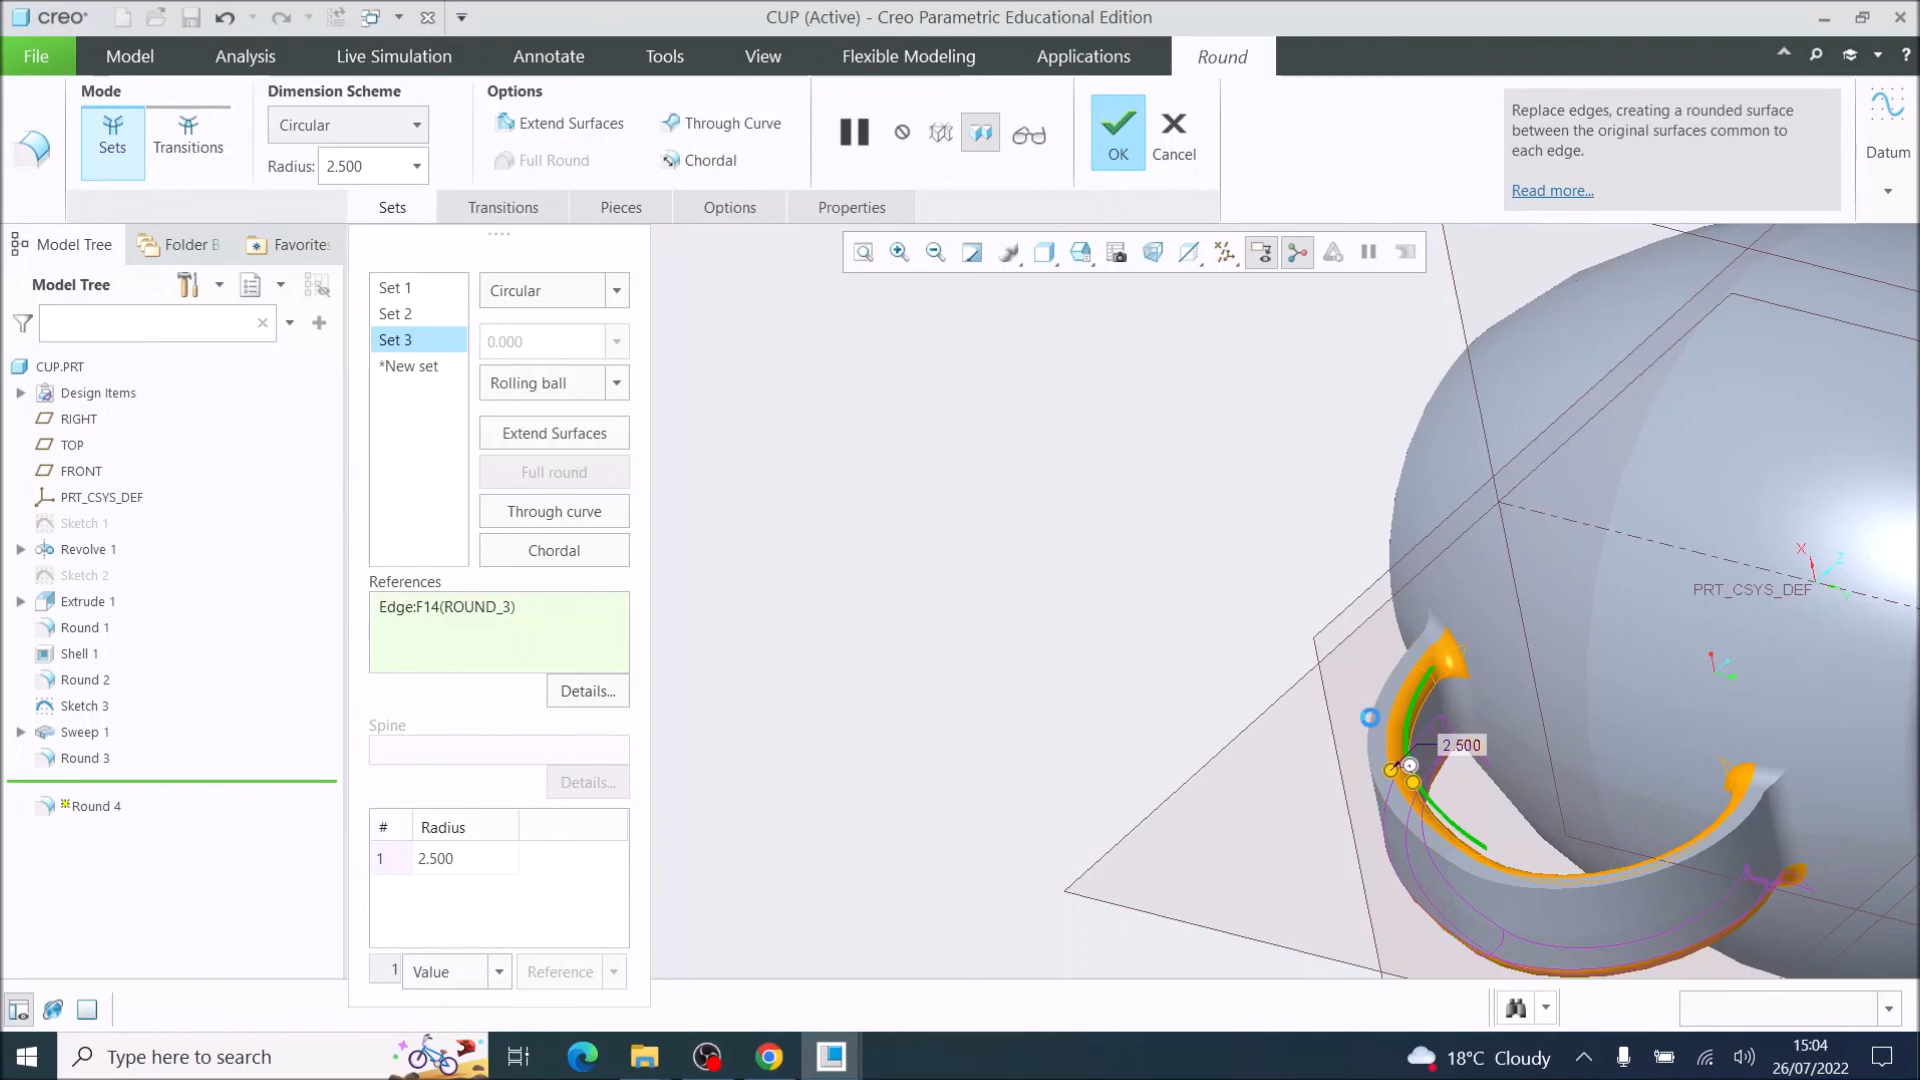 creo
CUP (Active) - Creo Parametric Educational Edition
File
Model
Analysis
Live Simulation
Annotate
Tools
View
Flexible Modeling
Applications
Round
Mode
Sets
Transitions
Dimension Scheme
Circular
Radius: 2.500
Options
Extend Surfaces
Through Curve
Full Round
Chordal
OK
Cancel
Replace edges, creating a rounded surface
between the original surfaces common to
each edge.
Read more...
Datum
Sets
Transitions
Pieces
Options
Properties
Model Tree
Folder B
Favorites
Model Tree
CUP.PRT
Design Items
RIGHT
TOP
FRONT
PRT_CSYS_DEF
Sketch 1
Revolve 1
Sketch 2
Extrude 1
Round 1
Shell 1
Round 2
Sketch 3
Sweep 1
Round 3
Round 4
Set 1
Set 2
Set 3
*New set
Circular
0.000
Rolling ball
Extend Surfaces
Full round
Through curve
Chordal
References
Edge:F14(ROUND_3)
Details...
Spine
Details...
# Radius
1 2.500
1 Value Reference
X
Z
Y
PRT_CSYS_DEF
2.500
Type here to search
18°C Cloudy
15:04
26/07/2022